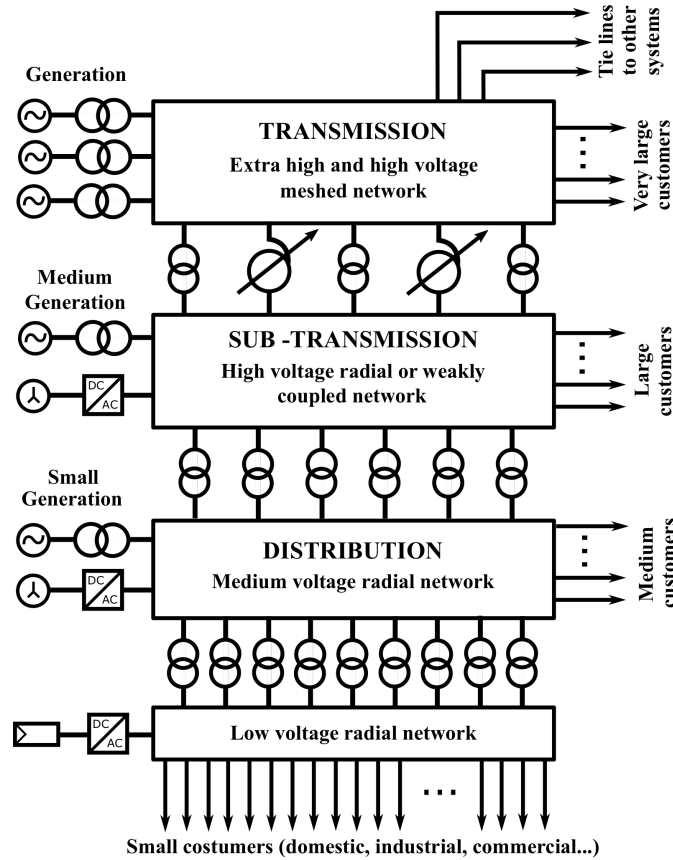 Tie lines
to other
systems
Generation
TRANSMISSION
Extra high and high voltage
meshed network
Very large
customers
Medium
Generation
SUB -TRANSMISSION
High voltage radial or weakly
coupled network
DC
AC
Large
customers
Small
Generation
DISTRIBUTION
Medium voltage radial network
DC
AC
Medium
customers
Low voltage radial network
DC
AC
Small costumers (domestic, industrial, commercial...)